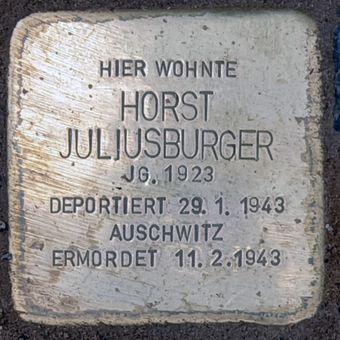 HIER WOHNTE
HORST
JULIUSBURGER
JG. 1923
DEPORTIERT 29. 1. 1943
AUSCHWITZ
ERMORDET 11. 2. 1943